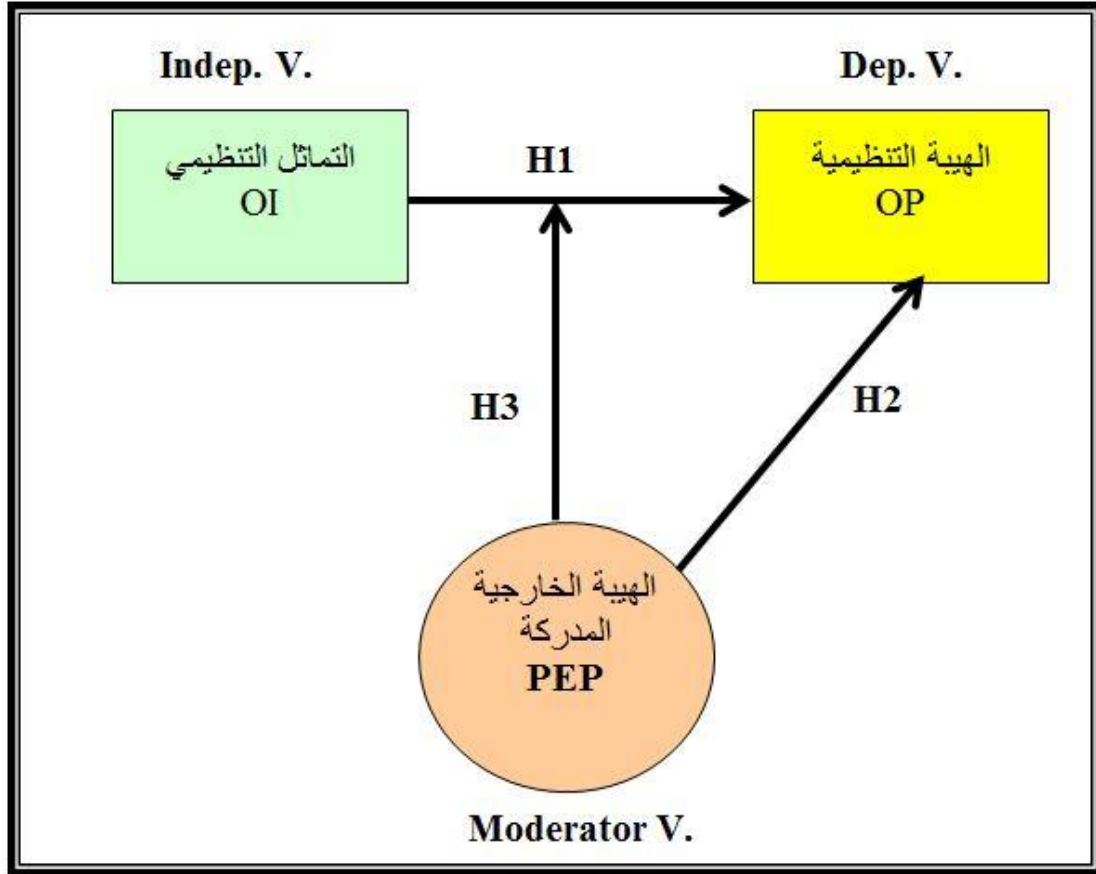 Indep. V.
Dep. V.
التماثل التنظيمي
OI
H1
الهيبة التنظيمية
OP
H3
H2
الهيبة الخارجية
المدركة
PEP
Moderator V.